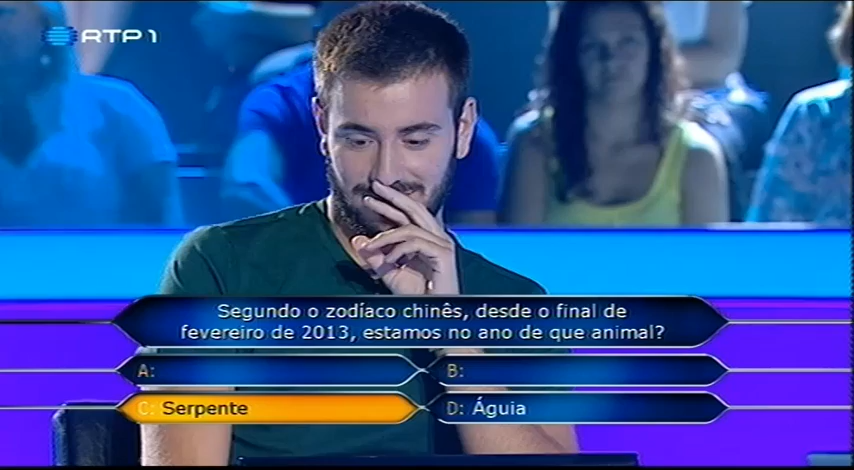 RTP 1
Segundo o zodíaco chinês, desde o final de
fevereiro de 2013, estamos no ano de que animal?
A:
B:
C: Serpente
D: Águia